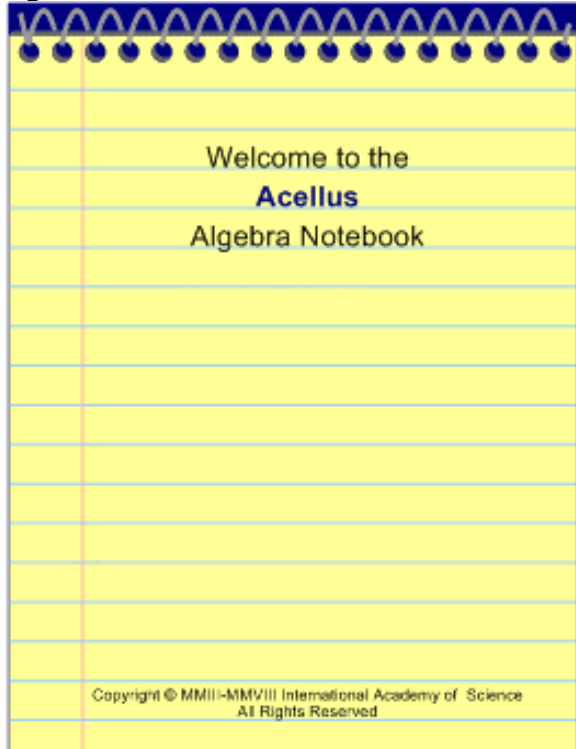 Welcome to the
Acellus
Algebra Notebook
Copyright © MMIII-MMVIII International Academy of Science
All Rights Reserved